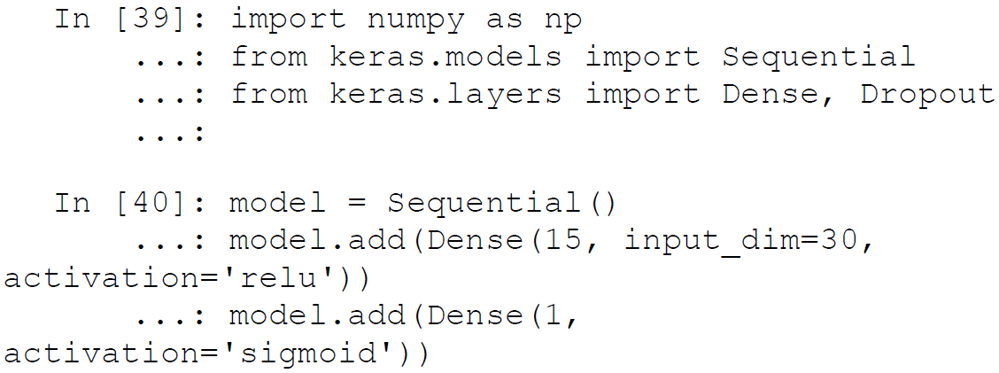 In [39]: import numpy as np
...: from keras.models import Sequential
...: from keras.layers import Dense, Dropout
...:
In [40]: model = Sequential()
...: model.add(Dense(15, input_dim=30,
activation='relu'))
...: model.add(Dense(1,
activation='sigmoid'))